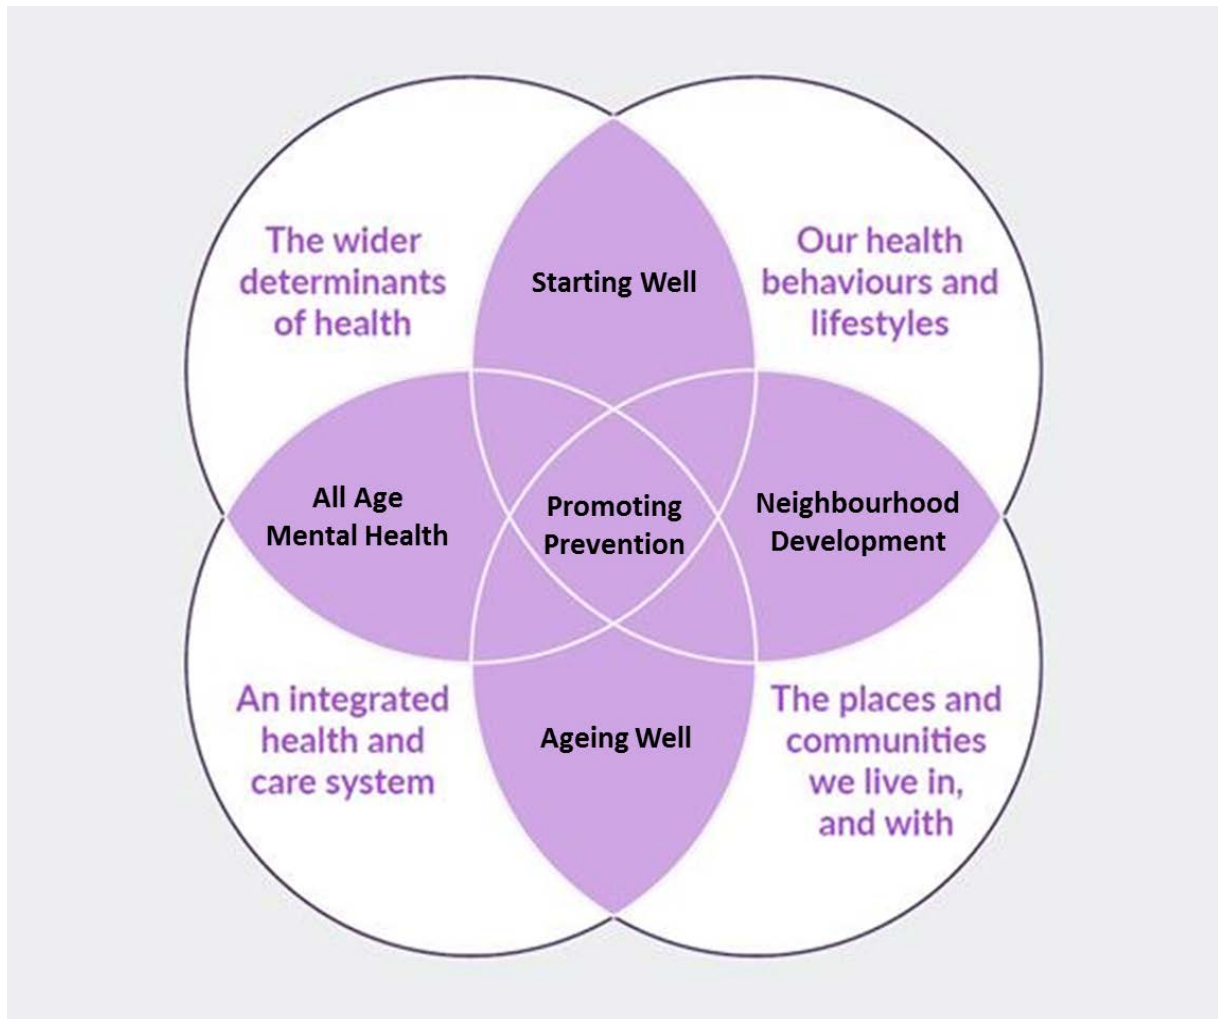 The wider
determinants
of health
Starting Well
Our health
behaviours and
lifestyles
All Age
Mental Health
Promoting
Prevention
Neighbourhood
Development
An integrated
health and
care system
Ageing Well
The places and
communities
we live in,
and with